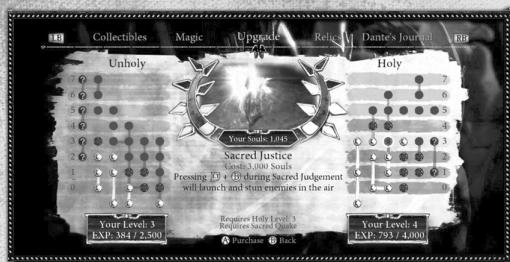 LB Collectibles Magic Upgrade Relics Dante's Journal RB
Unholy Holy
7 ? 7
6 ? 6
5 ? 5
4 ? 4
3 ? 3
2 ? 2
1 1
0 0
Your Souls: 1,045
Sacred Justice
Cost: 3,000 Souls
Pressing + B during Sacred Judgement
will launch and stun enemies in the air
Requires Holy Level: 3
Requires Sacred Quake
A Purchase B Back
Your Level: 3
EXP: 384 / 2,500
Your Level: 4
EXP: 793 / 4,000